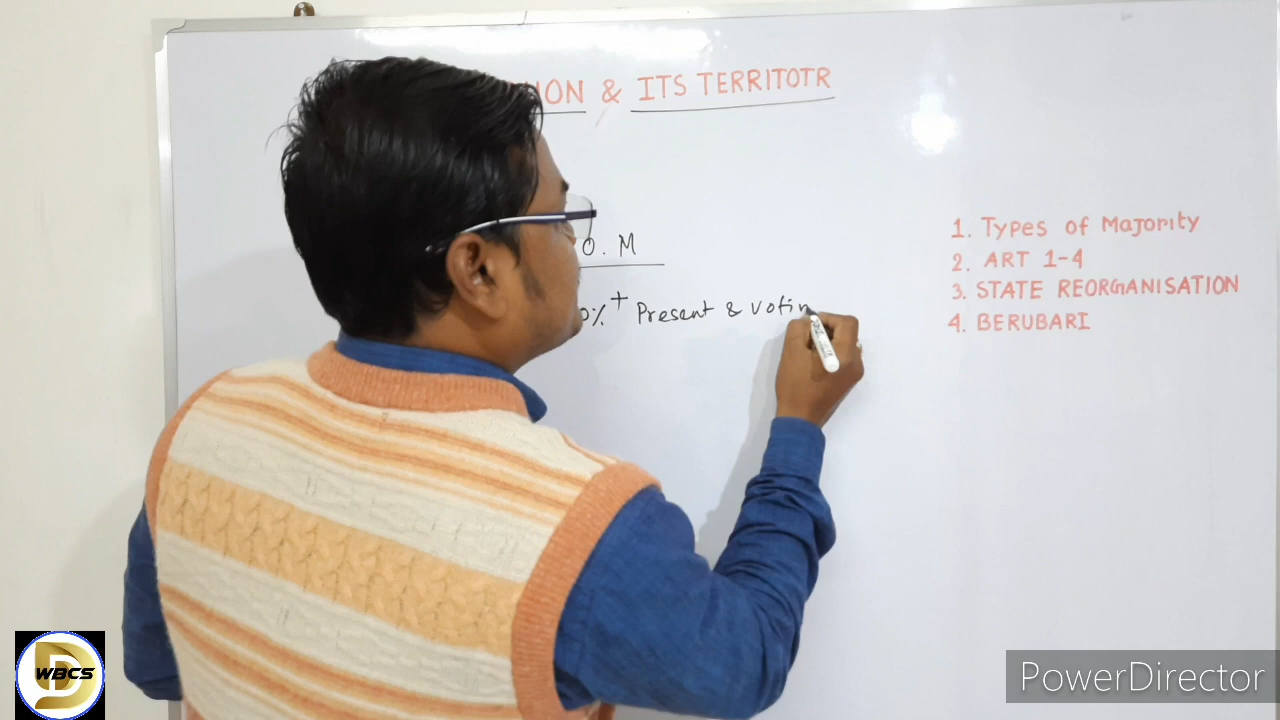 & ITS TERRITOTR
O. M
% + Present & Votin
1. Types of Majority
2. ART 1-4
3. STATE REORGANISATION
4. BERUBARI
D WBCS
PowerDirector